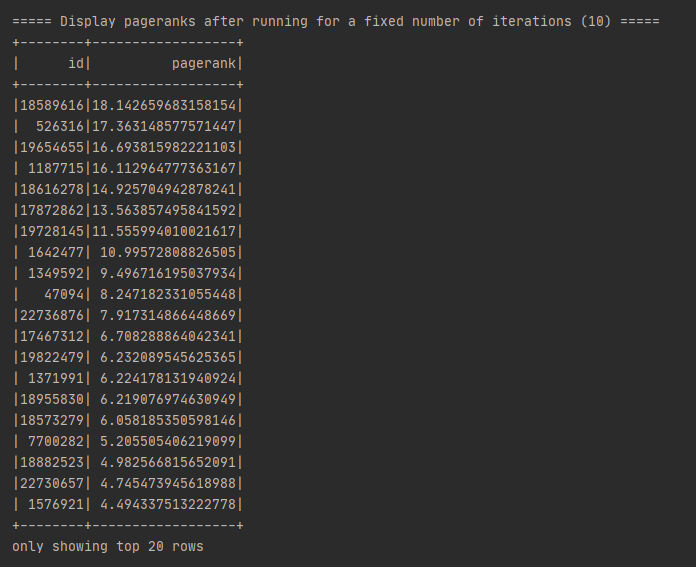 ===== Display pageranks after running for a fixed number of iterations (10) =====
+--------+------------------+
|      id|          pagerank|
+--------+------------------+
|18589616|18.142659683158154|
|  526316|17.363148577571447|
|19654655|16.693815982221103|
| 1187715|16.112964777363167|
|18616278|14.925704942878241|
|17872862|13.563857495841592|
|19728145|11.555994010021617|
| 1642477| 10.99572808826505|
| 1349592| 9.496716195037934|
|   47094| 8.247182331055448|
|22736876| 7.917314866448669|
|17467312| 6.708288864042341|
|19822479| 6.232089545625365|
| 1371991| 6.224178131940924|
|18955830| 6.219076974630949|
|18573279| 6.058185350598146|
| 7700282| 5.205505406219099|
|18882523| 4.982566815652091|
|22730657| 4.745473945618988|
| 1576921| 4.494337513222778|
+--------+------------------+
only showing top 20 rows